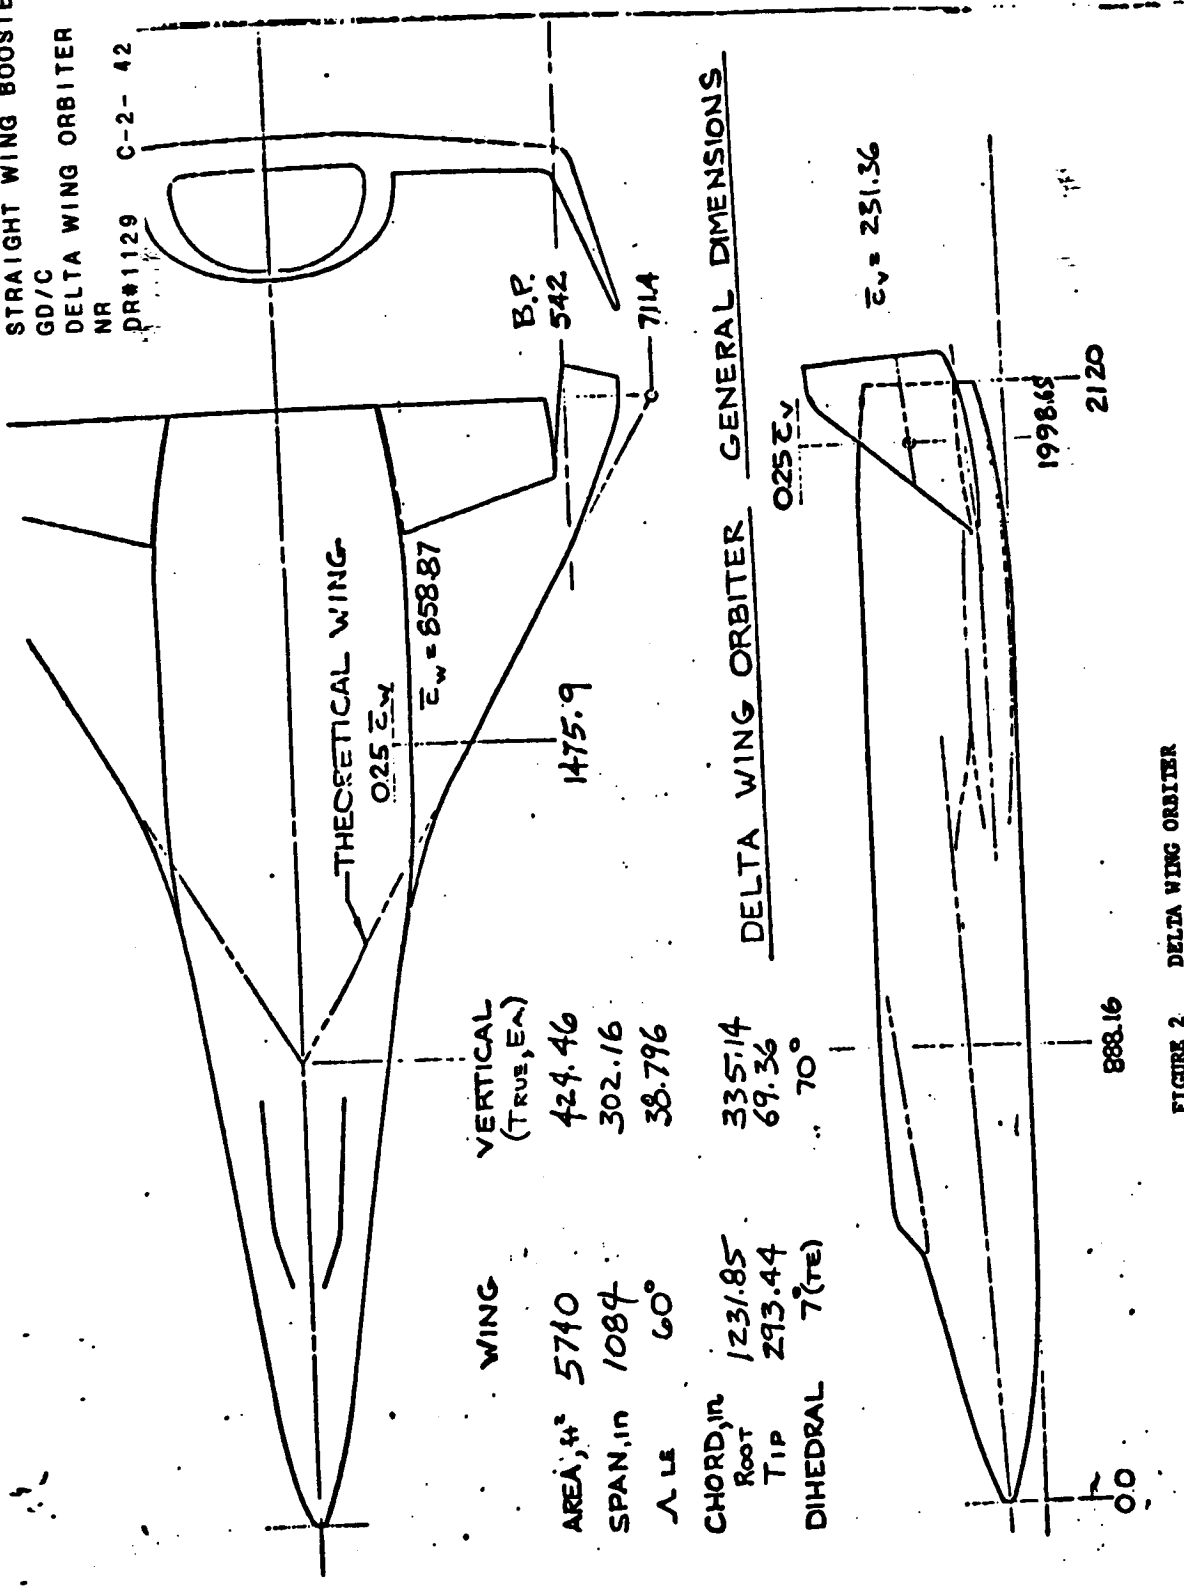 STRAIGHT WING BOOSTE
GD/C
DELTA WING ORBITER
NR
DR#1129 C-2-42
B.P.
542
711.4
THEORETICAL WING
0.25 c̅w
c̅w = 858.87
1475.9
WING VERTICAL
(TRUE, EA)
AREA, ft² 5740 424.46
SPAN, in 1084 302.16
Λ LE 60° 38.796
CHORD, in
ROOT 1231.85 335.14
TIP 293.44 69.36
DIHEDRAL 7°(TE) 70°
DELTA WING ORBITER GENERAL DIMENSIONS
0.25 c̅v
c̅v = 231.36
1998.65
2120
888.16
0.0
FIGURE 2 DELTA WING ORBITER